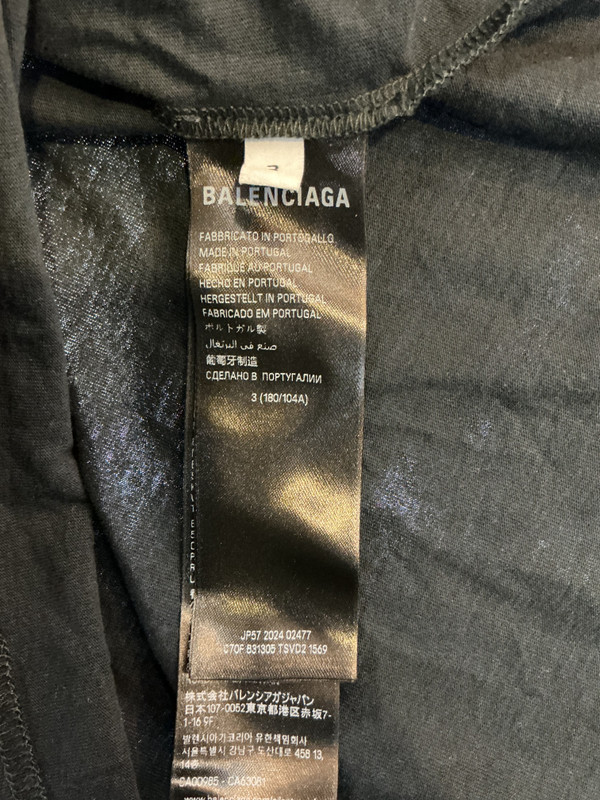 BALENCIAGA
FABBRICATO IN PORTOGALLO
MADE IN PORTUGAL
FABRIQUÉ AU PORTUGAL
HECHO EN PORTUGAL
HERGESTELLT IN PORTUGAL
FABRICADO EM PORTUGAL
ポルトガル製
صنع في البرتغال
葡萄牙制造
СДЕЛАНО В ПОРТУГАЛИИ
3 (180/104A)
JP57 2024 02477
C70F B31305 TSVD2 1569
株式会社バレンシアガジャパン
日本107-0052東京都港区赤坂7-
1-16 9F
발렌시아가코리아 유한책임회사
서울특별시 강남구 도산대로 458 13,
14층
CA00985 - CA63081